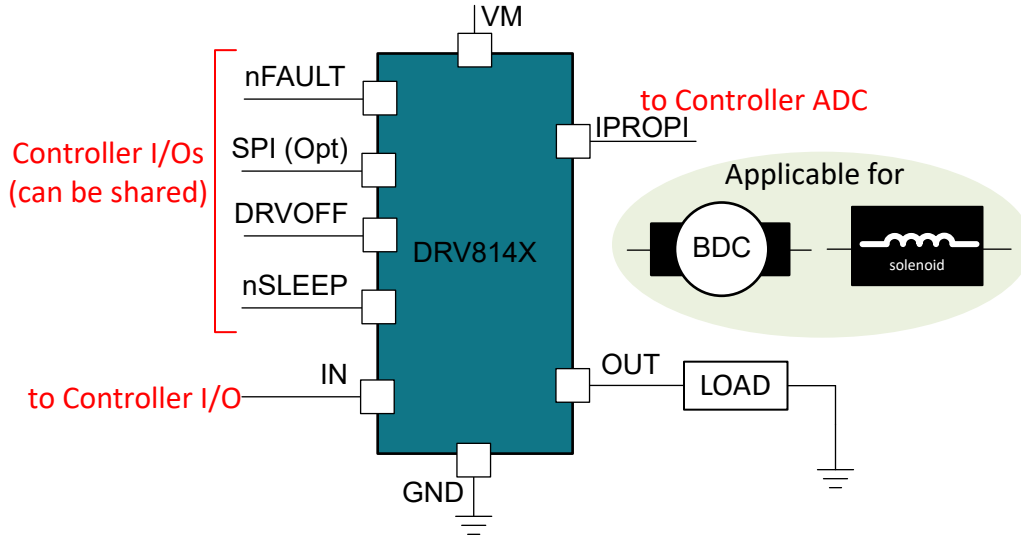 VM
nFAULT
to Controller ADC
IPROPI
Controller I/Os
(can be shared)
SPI (Opt)
Applicable for
DRVOFF
DRV814X
BDC
solenoid
nSLEEP
IN
to Controller I/O
OUT
LOAD
GND